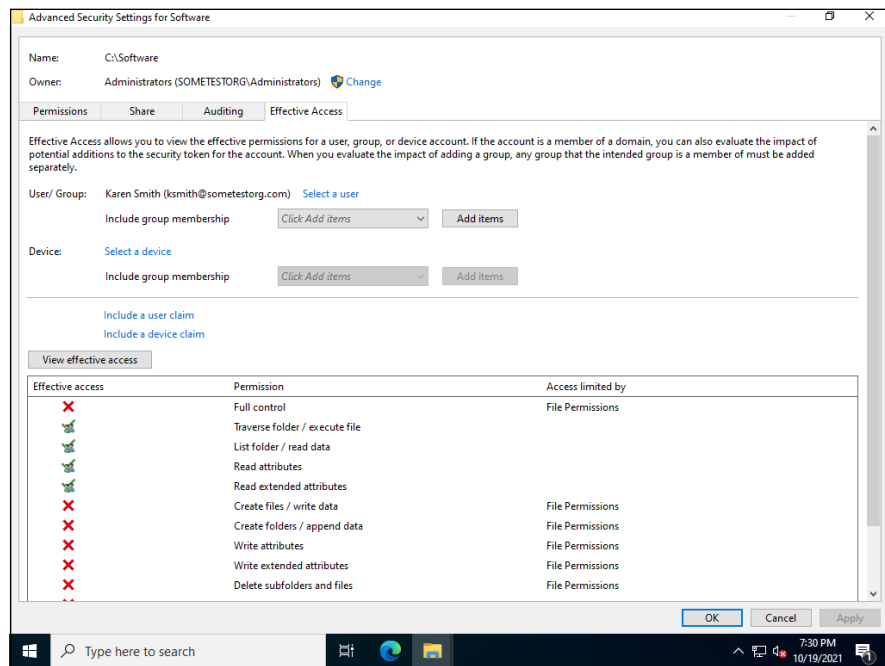 Advanced Security Settings for Software
Name: C:\Software
Owner: Administrators (SOMETESTORG\Administrators) Change
Permissions Share Auditing Effective Access
Effective Access allows you to view the effective permissions for a user, group, or device account. If the account is a member of a domain, you can also evaluate the impact of
potential additions to the security token for the account. When you evaluate the impact of adding a group, any group that the intended group is a member of must be added
separately.
User/ Group: Karen Smith (ksmith@sometestorg.com) Select a user
Include group membership Click Add items Add items
Device: Select a device
Include group membership Click Add items Add items
Include a user claim
Include a device claim
View effective access
Effective access Permission Access limited by
Full control File Permissions
Traverse folder / execute file
List folder / read data
Read attributes
Read extended attributes
Create files / write data File Permissions
Create folders / append data File Permissions
Write attributes File Permissions
Write extended attributes File Permissions
Delete subfolders and files File Permissions
OK Cancel Apply
Type here to search
7:30 PM
10/19/2021
1